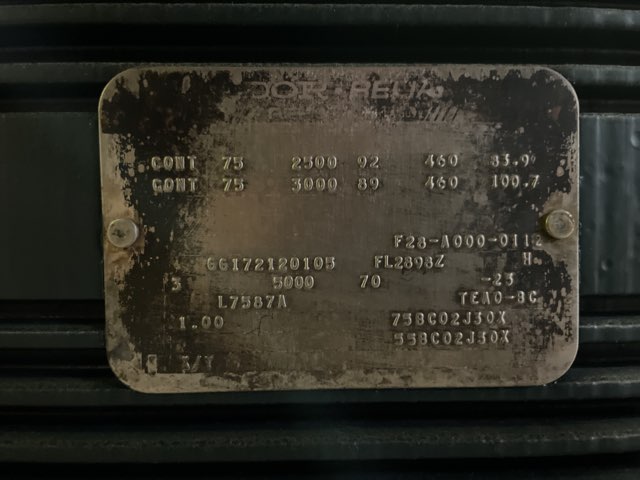 CONT 75 2500 92 460 83.9
CONT 75 3000 89 460 100.7
F28-A000-0112
GG172120105 FL2898Z H
3 5000 70 -25
L7587A TEAO-BC
1.00 75BC02J30X
55BC02J30X